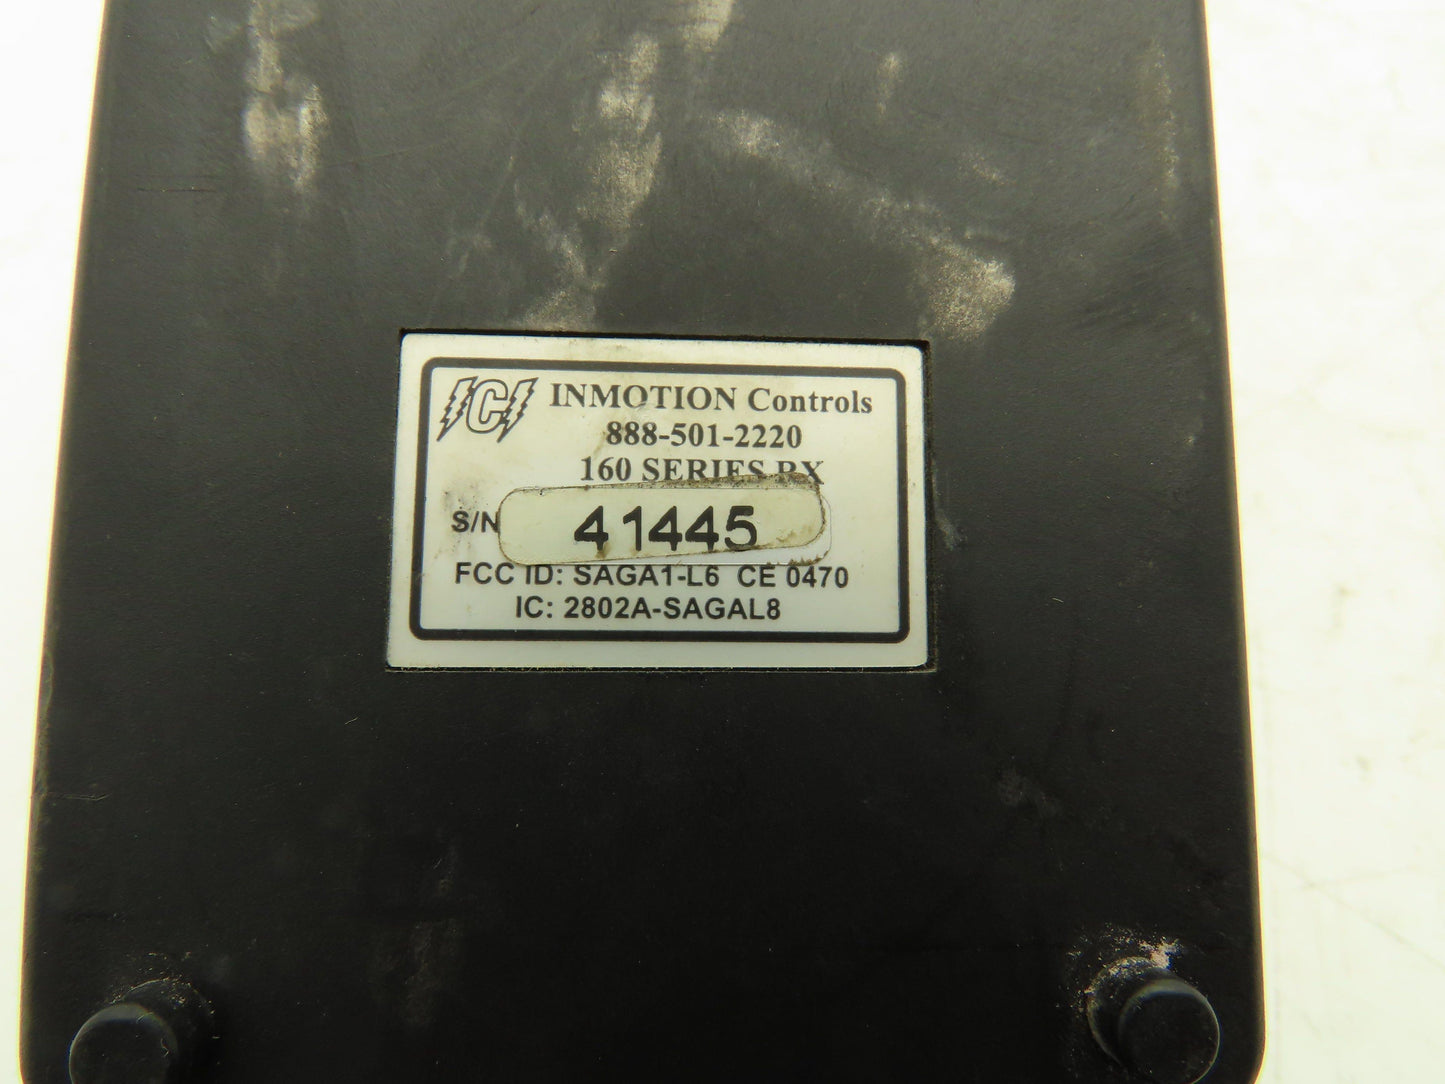 ICI INMOTION Controls
888-501-2220
160 SERIES RX
S/N 41445
FCC ID: SAGA1-L6 CE 0470
IC: 2802A-SAGAL8